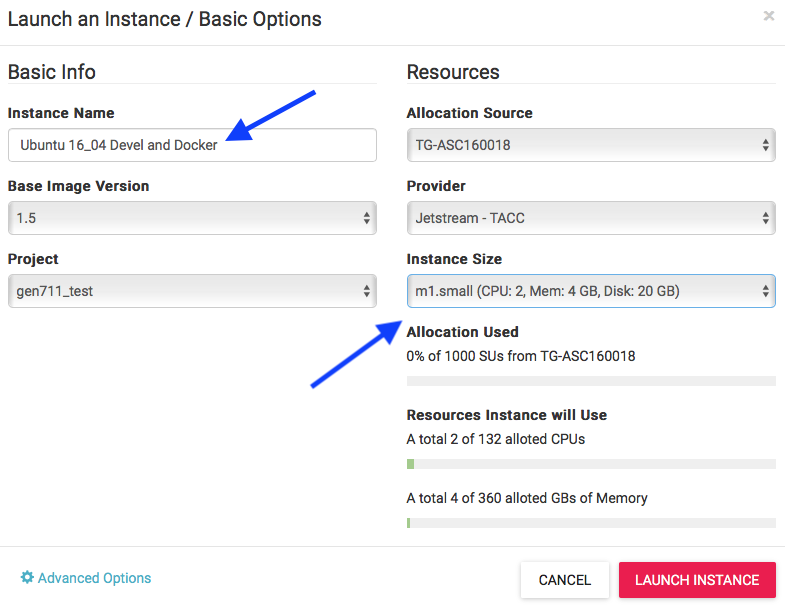 Launch an Instance / Basic Options
×
Basic Info
Instance Name
Ubuntu 16_04 Devel and Docker
Base Image Version
1.5
Project
gen711_test
Resources
Allocation Source
TG-ASC160018
Provider
Jetstream - TACC
Instance Size
m1.small (CPU: 2, Mem: 4 GB, Disk: 20 GB)
Allocation Used
0% of 1000 SUs from TG-ASC160018
Resources Instance will Use
A total 2 of 132 alloted CPUs
A total 4 of 360 alloted GBs of Memory
Advanced Options
CANCEL
LAUNCH INSTANCE